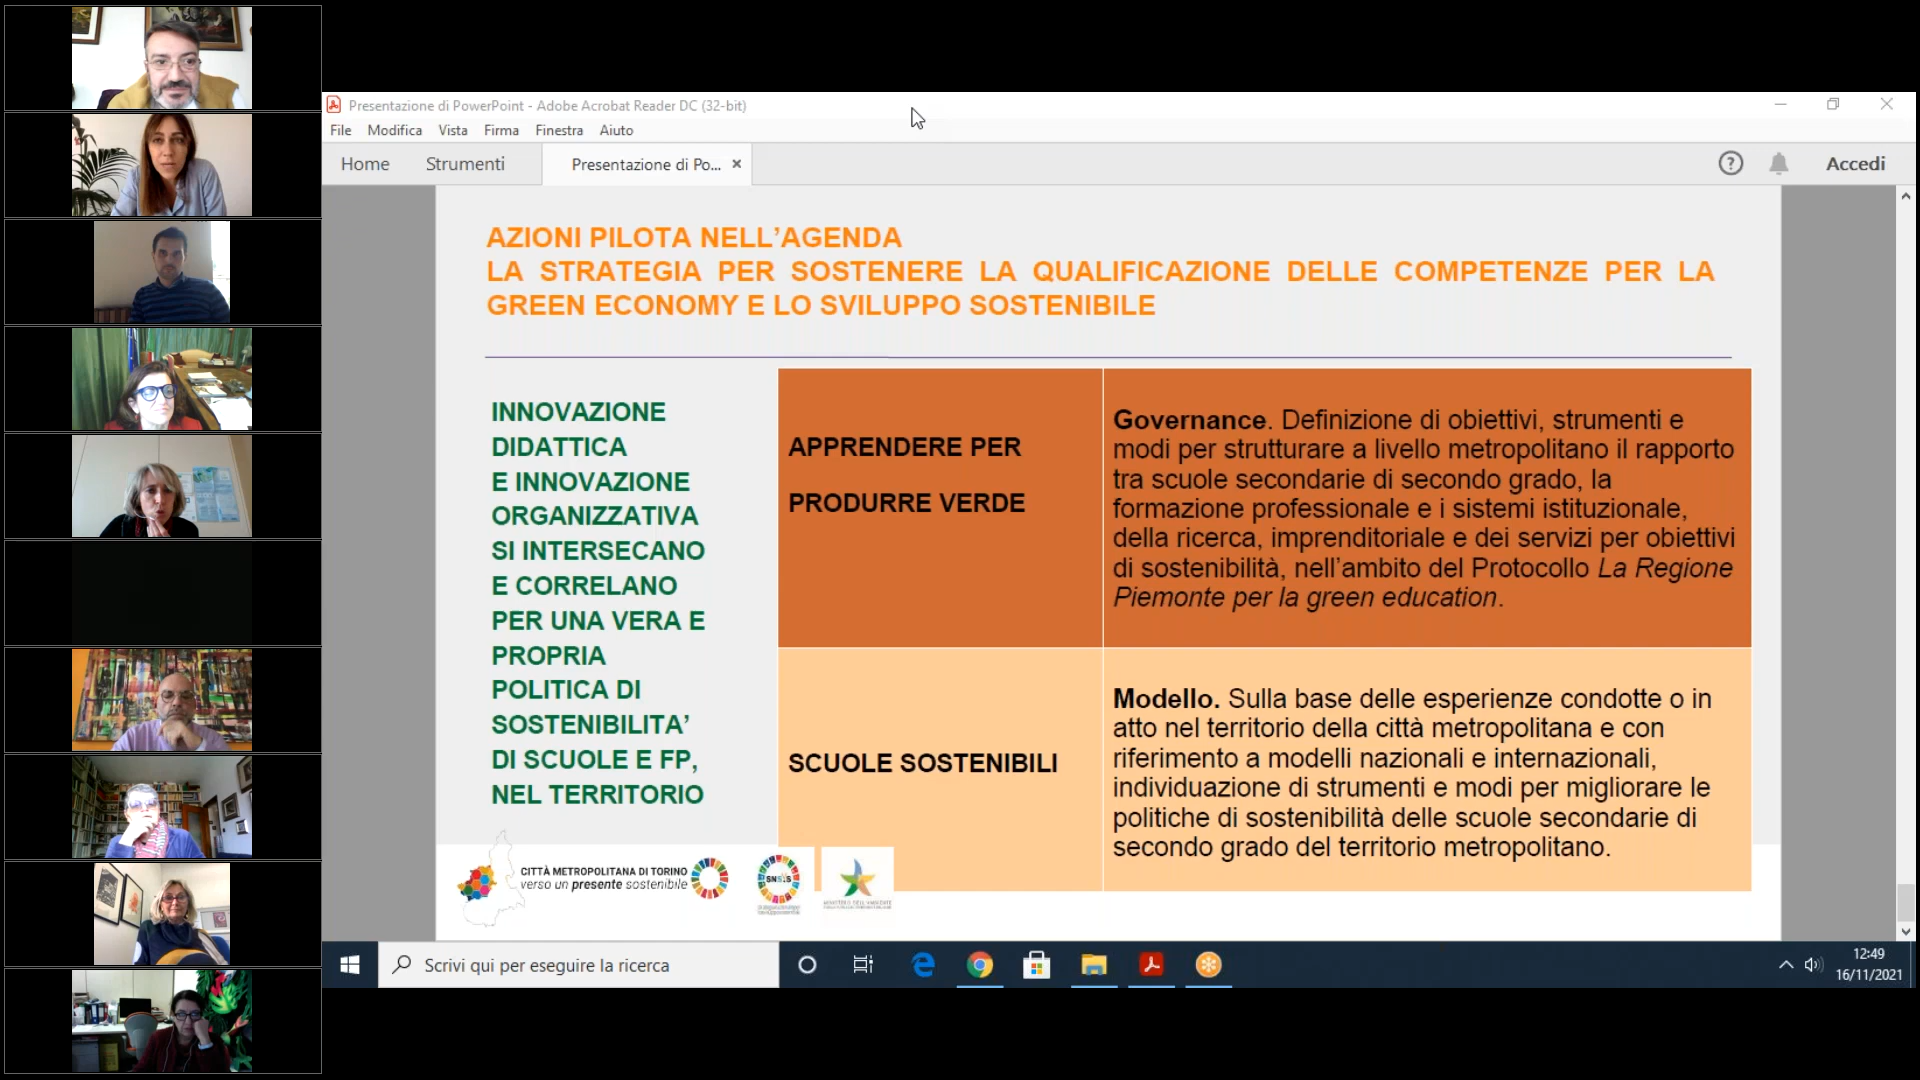 Presentazione di PowerPoint - Adobe Acrobat Reader DC (32-bit)
File Modifica Vista Firma Finestra Aiuto
Home Strumenti Presentazione di Po... × Accedi
AZIONI PILOTA NELL’AGENDA
LA STRATEGIA PER SOSTENERE LA QUALIFICAZIONE DELLE COMPETENZE PER LA
GREEN ECONOMY E LO SVILUPPO SOSTENIBILE
INNOVAZIONE
DIDATTICA
E INNOVAZIONE
ORGANIZZATIVA
SI INTERSECANO
E CORRELANO
PER UNA VERA E
PROPRIA
POLITICA DI
SOSTENIBILITA’
DI SCUOLE E FP,
NEL TERRITORIO
APPRENDERE PER
PRODURRE VERDE
Governance. Definizione di obiettivi, strumenti e
modi per strutturare a livello metropolitano il rapporto
tra scuole secondarie di secondo grado, la
formazione professionale e i sistemi istituzionale,
della ricerca, imprenditoriale e dei servizi per obiettivi
di sostenibilità, nell’ambito del Protocollo La Regione
Piemonte per la green education.
SCUOLE SOSTENIBILI
Modello. Sulla base delle esperienze condotte o in
atto nel territorio della città metropolitana e con
riferimento a modelli nazionali e internazionali,
individuazione di strumenti e modi per migliorare le
politiche di sostenibilità delle scuole secondarie di
secondo grado del territorio metropolitano.
CITTÀ METROPOLITANA DI TORINO
verso un presente sostenibile
SNSvS
Scrivi qui per eseguire la ricerca
12:49
16/11/2021